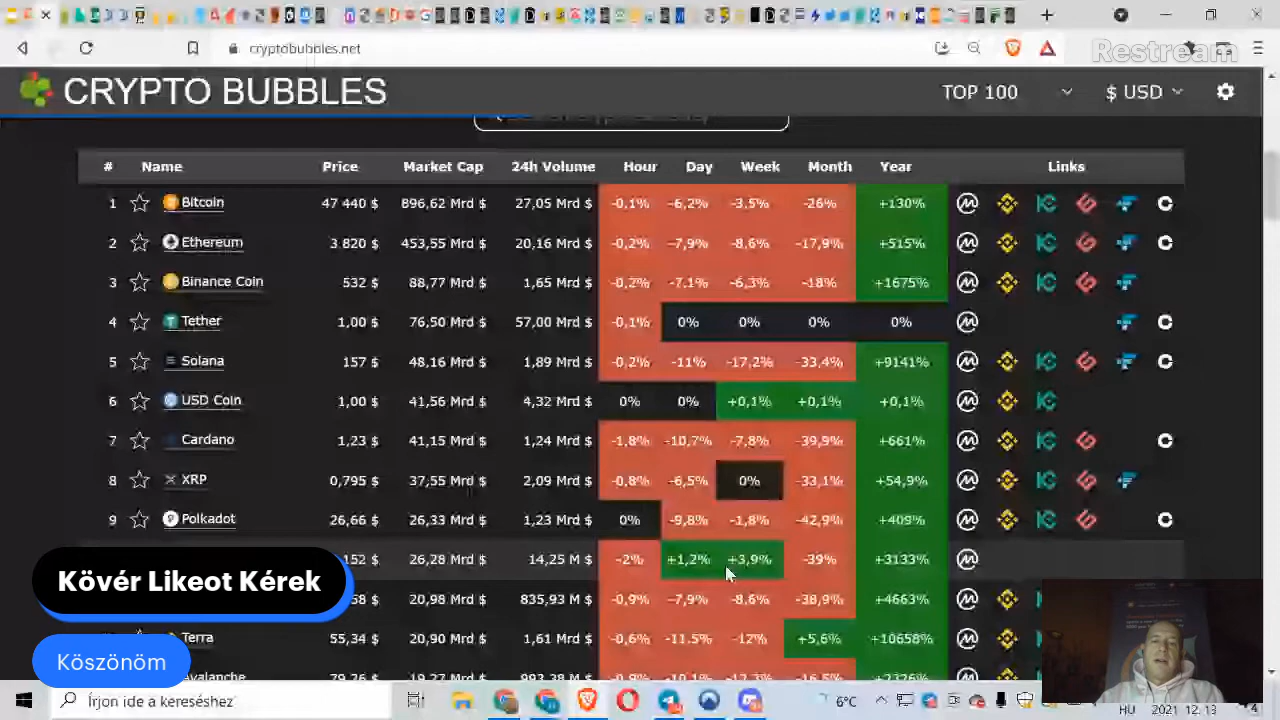 cryptobubbles.net
Restream
CRYPTO BUBBLES
TOP 100
$ USD
# Name Price Market Cap 24h Volume Hour Day Week Month Year Links
1 Bitcoin 47 440 $ 896,62 Mrd $ 27,05 Mrd $ -0,1% -6,2% -3,5% -26% +130%
2 Ethereum 3 820 $ 453,55 Mrd $ 20,16 Mrd $ -0,2% -7,9% -8,6% -17,9% +515%
3 Binance Coin 532 $ 88,77 Mrd $ 1,65 Mrd $ -0,2% -7,1% -6,3% -18% +1675%
4 Tether 1,00 $ 76,50 Mrd $ 57,00 Mrd $ -0,1% 0% 0% 0% 0%
5 Solana 157 $ 48,16 Mrd $ 1,89 Mrd $ -0,2% -11% -17,2% -33,4% +9141%
6 USD Coin 1,00 $ 41,56 Mrd $ 4,32 Mrd $ 0% 0% +0,1% +0,1% +0,1%
7 Cardano 1,23 $ 41,15 Mrd $ 1,24 Mrd $ -1,8% -10,7% -7,8% -39,9% +661%
8 XRP 0,795 $ 37,55 Mrd $ 2,09 Mrd $ -0,8% -6,5% 0% -33,1% +54,9%
9 Polkadot 26,66 $ 26,33 Mrd $ 1,23 Mrd $ 0% -9,8% -1,8% -42,9% +409%
152 $ 26,28 Mrd $ 14,25 M $ -2% +1,2% +3,9% -39% +3133%
58 $ 20,98 Mrd $ 835,93 M $ -0,9% -7,9% -8,6% -38,9% +4663%
Terra 55,34 $ 20,90 Mrd $ 1,61 Mrd $ -0,6% -11,5% -12% +5,6% +10658%
Avalanche 79,26 $ 19,27 Mrd $
Kövér Likeot Kérek
Köszönöm
Írjon ide a kereséshez
6°C
HU 2021 12, 13